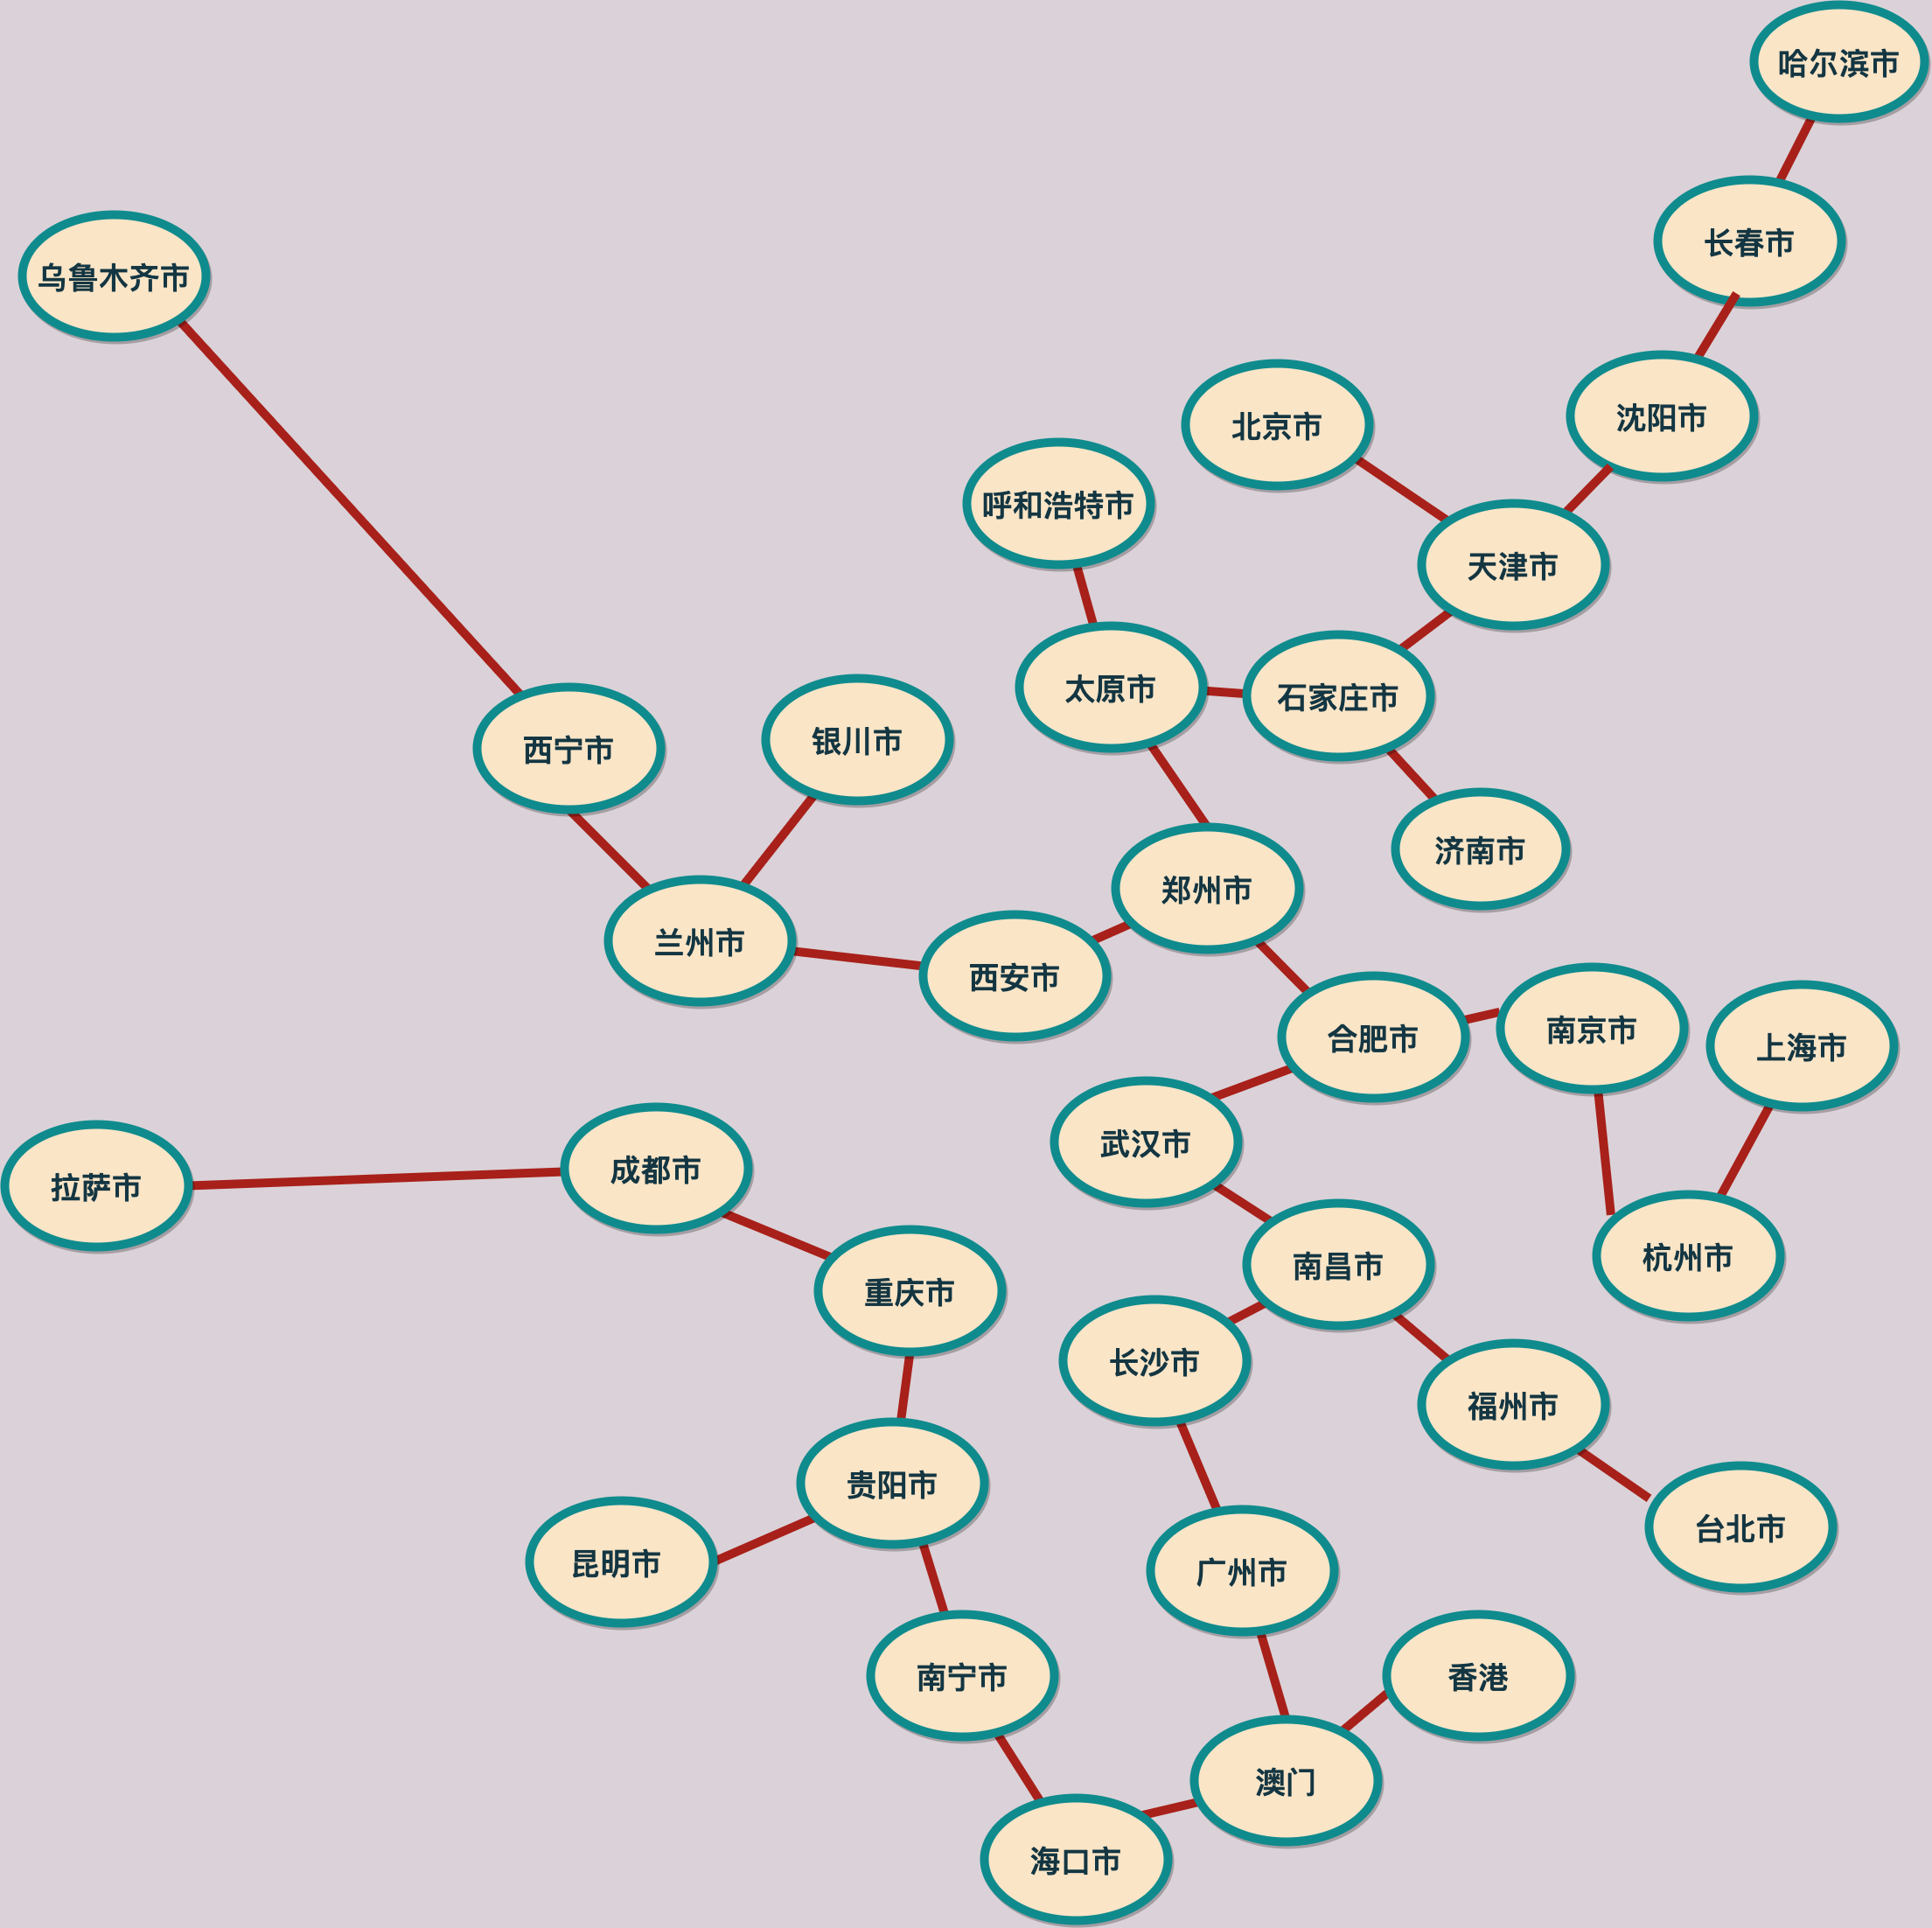 哈尔滨市
长春市
乌鲁木齐市
沈阳市
北京市
呼和浩特市
天津市
太原市
石家庄市
西宁市
银川市
济南市
郑州市
兰州市
西安市
合肥市
南京市
上海市
武汉市
拉萨市
成都市
杭州市
南昌市
重庆市
长沙市
福州市
贵阳市
台北市
昆明市
广州市
南宁市
香港
澳门
海口市